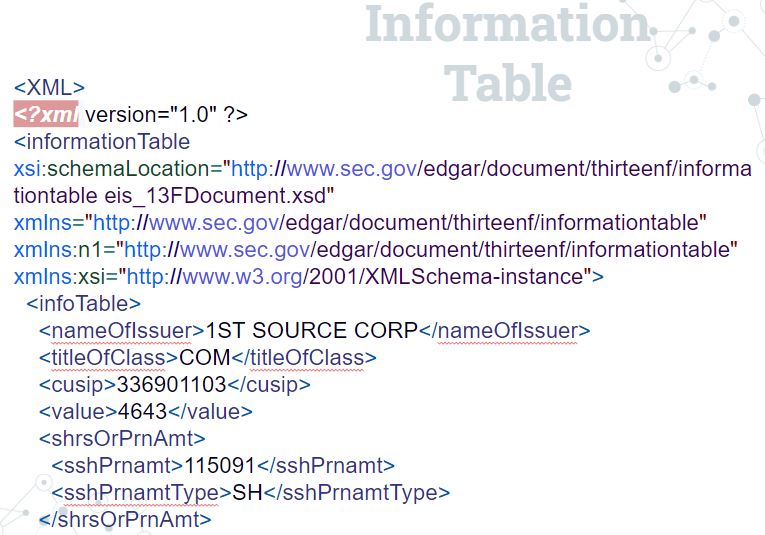 Information
Table
<XML>
<?xml version="1.0" ?>
<informationTable
xsi:schemaLocation="http://www.sec.gov/edgar/document/thirteenf/informa
tiontable eis_13FDocument.xsd"
xmlns="http://www.sec.gov/edgar/document/thirteenf/informationtable"
xmlns:n1="http://www.sec.gov/edgar/document/thirteenf/informationtable"
xmlns:xsi="http://www.w3.org/2001/XMLSchema-instance">
<infoTable>
<nameOfIssuer>1ST SOURCE CORP</nameOfIssuer>
<titleOfClass>COM</titleOfClass>
<cusip>336901103</cusip>
<value>4643</value>
<shrsOrPrnAmt>
<sshPrnamt>115091</sshPrnamt>
<sshPrnamtType>SH</sshPrnamtType>
</shrsOrPrnAmt>